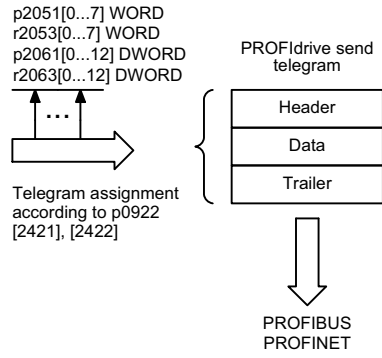 p2051[0...7] WORD
r2053[0...7] WORD
p2061[0...12] DWORD
r2063[0...12] DWORD
...
Telegram assignment
according to p0922
[2421], [2422]
PROFIdrive send
telegram
Header
Data
Trailer
PROFIBUS
PROFINET